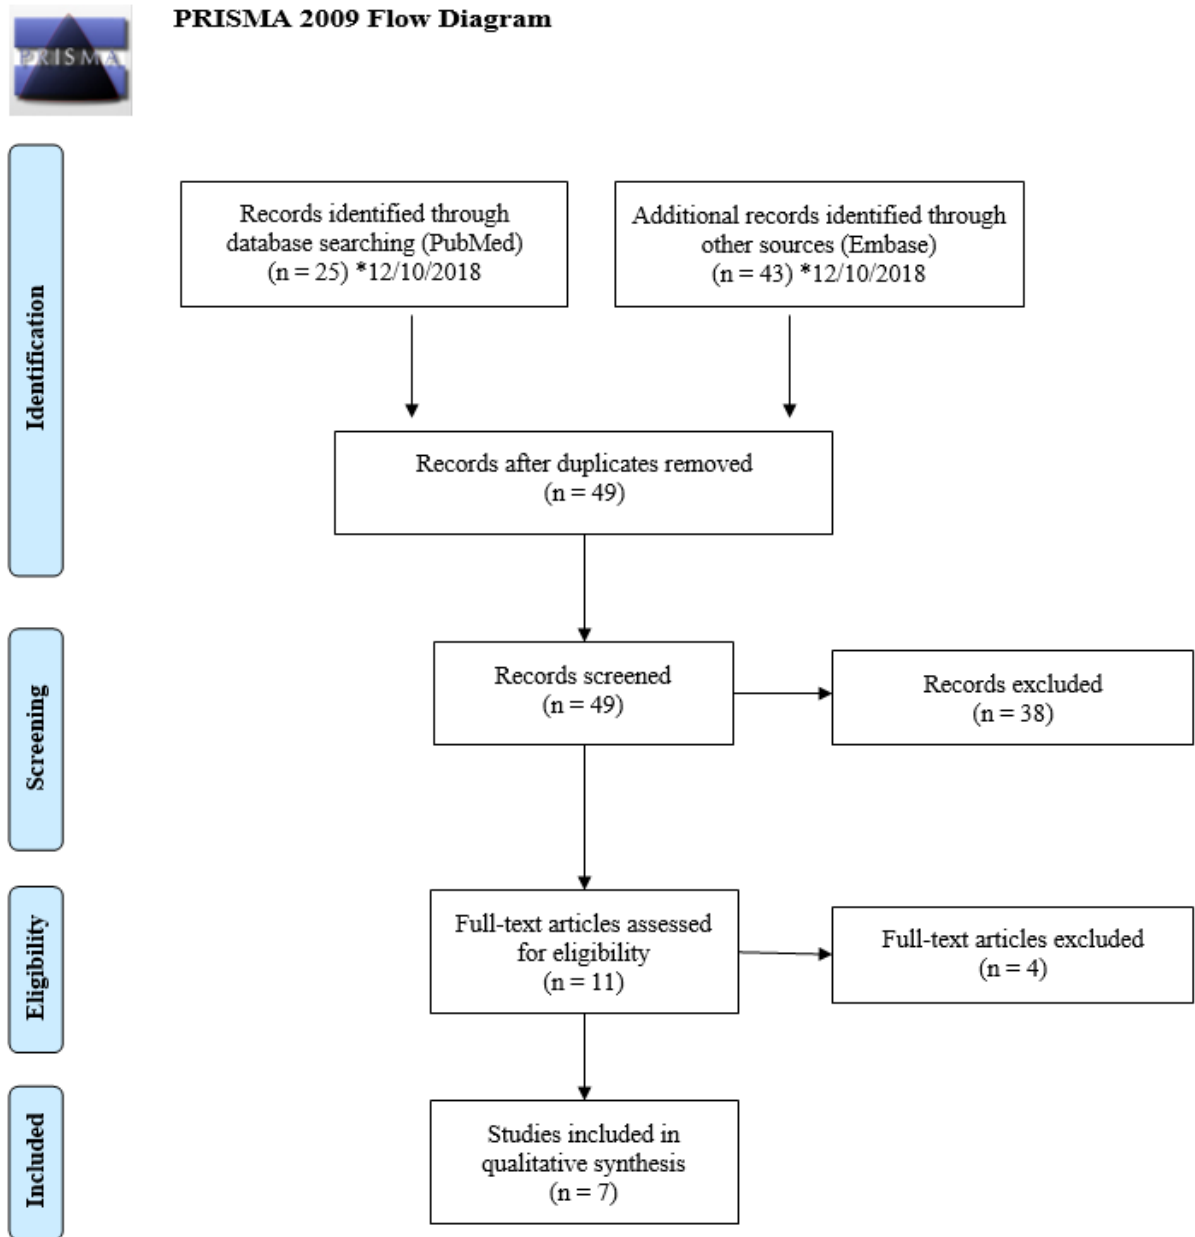 PRISMA 2009 Flow Diagram
PRISMA
Identification
Records identified through
database searching (PubMed)
(n = 25) *12/10/2018
Additional records identified through
other sources (Embase)
(n = 43) *12/10/2018
Records after duplicates removed
(n = 49)
Screening
Records screened
(n = 49)
Records excluded
(n = 38)
Eligibility
Full-text articles assessed
for eligibility
(n = 11)
Full-text articles excluded
(n = 4)
Included
Studies included in
qualitative synthesis
(n = 7)